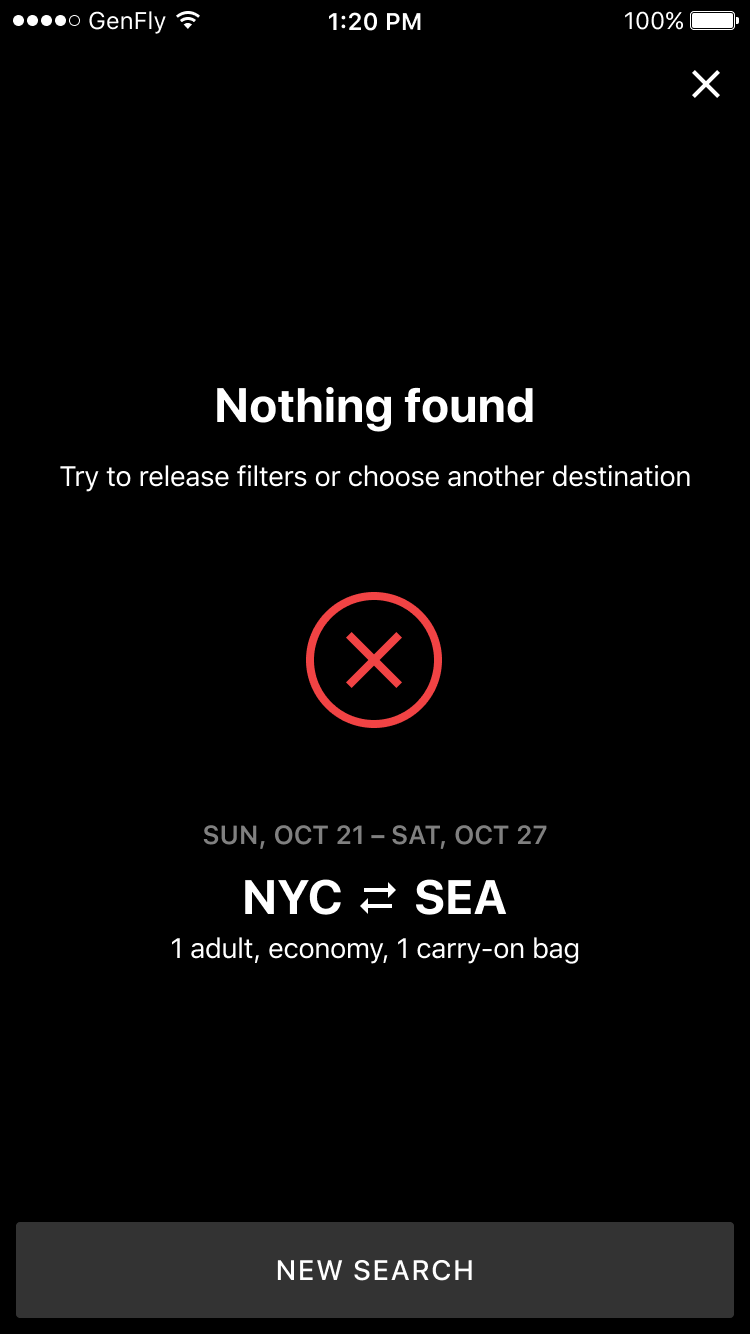 GenFly 1:20 PM 100%
Nothing found
Try to release filters or choose another destination
SUN, OCT 21 – SAT, OCT 27
NYC ⇄ SEA
1 adult, economy, 1 carry-on bag
NEW SEARCH